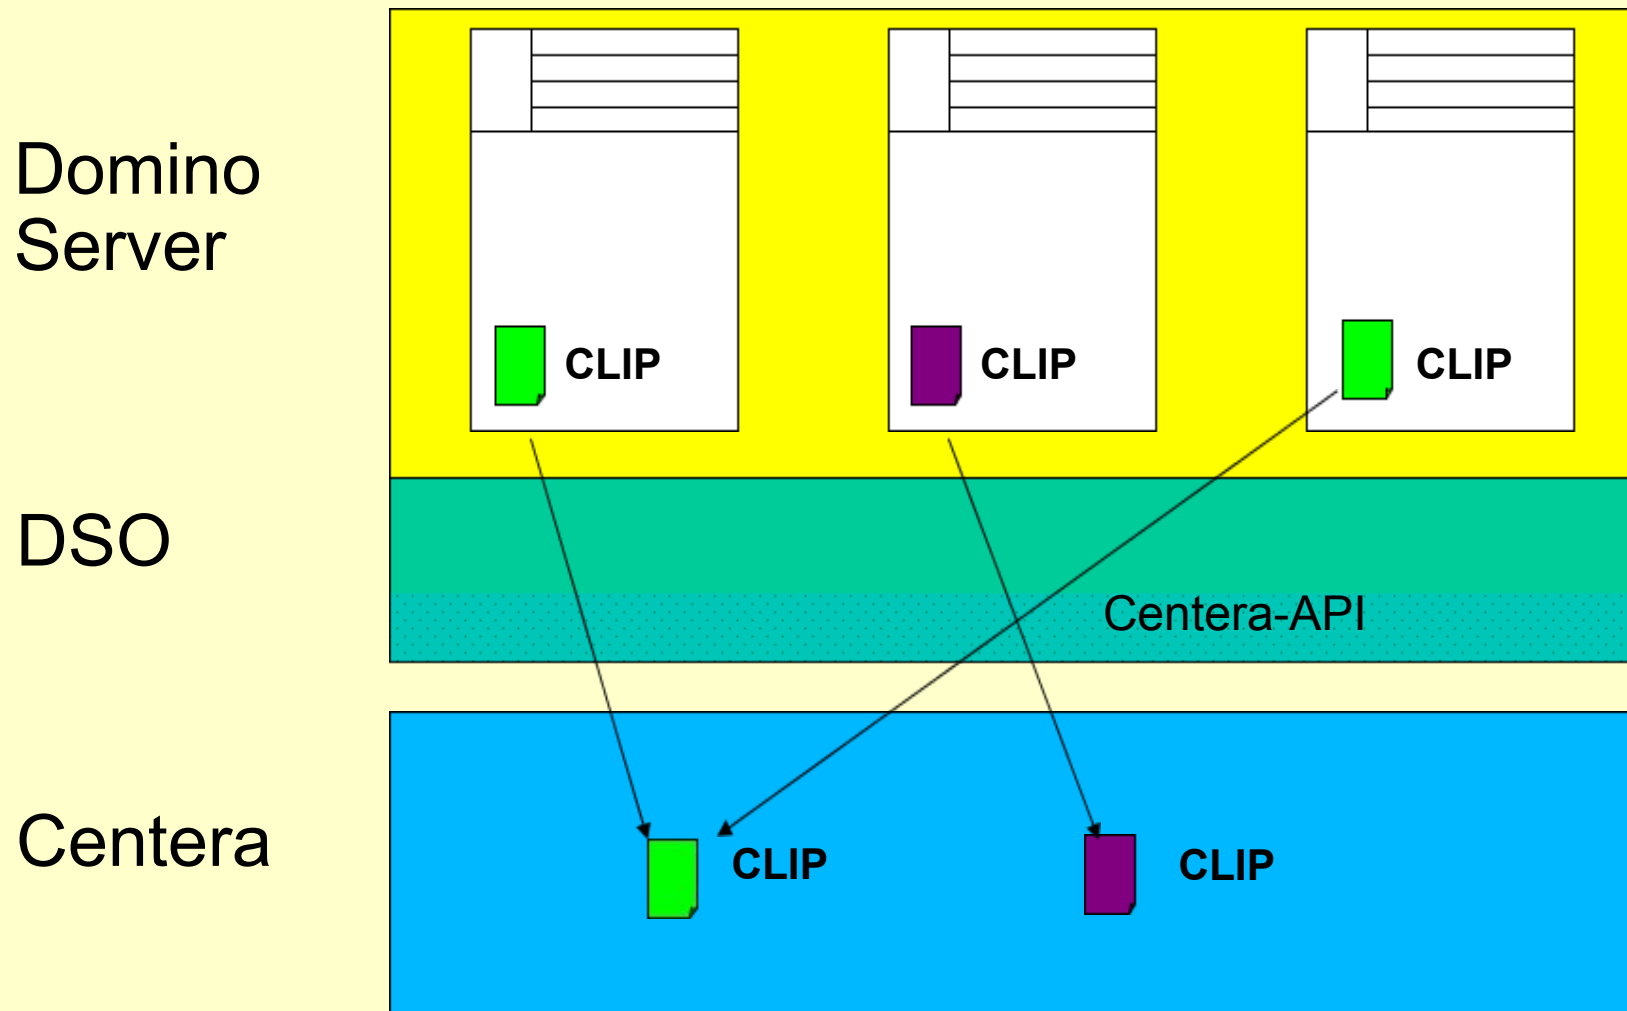 Domino
Server
CLIP
CLIP
CLIP
DSO
Centera-API
Centera
CLIP
CLIP